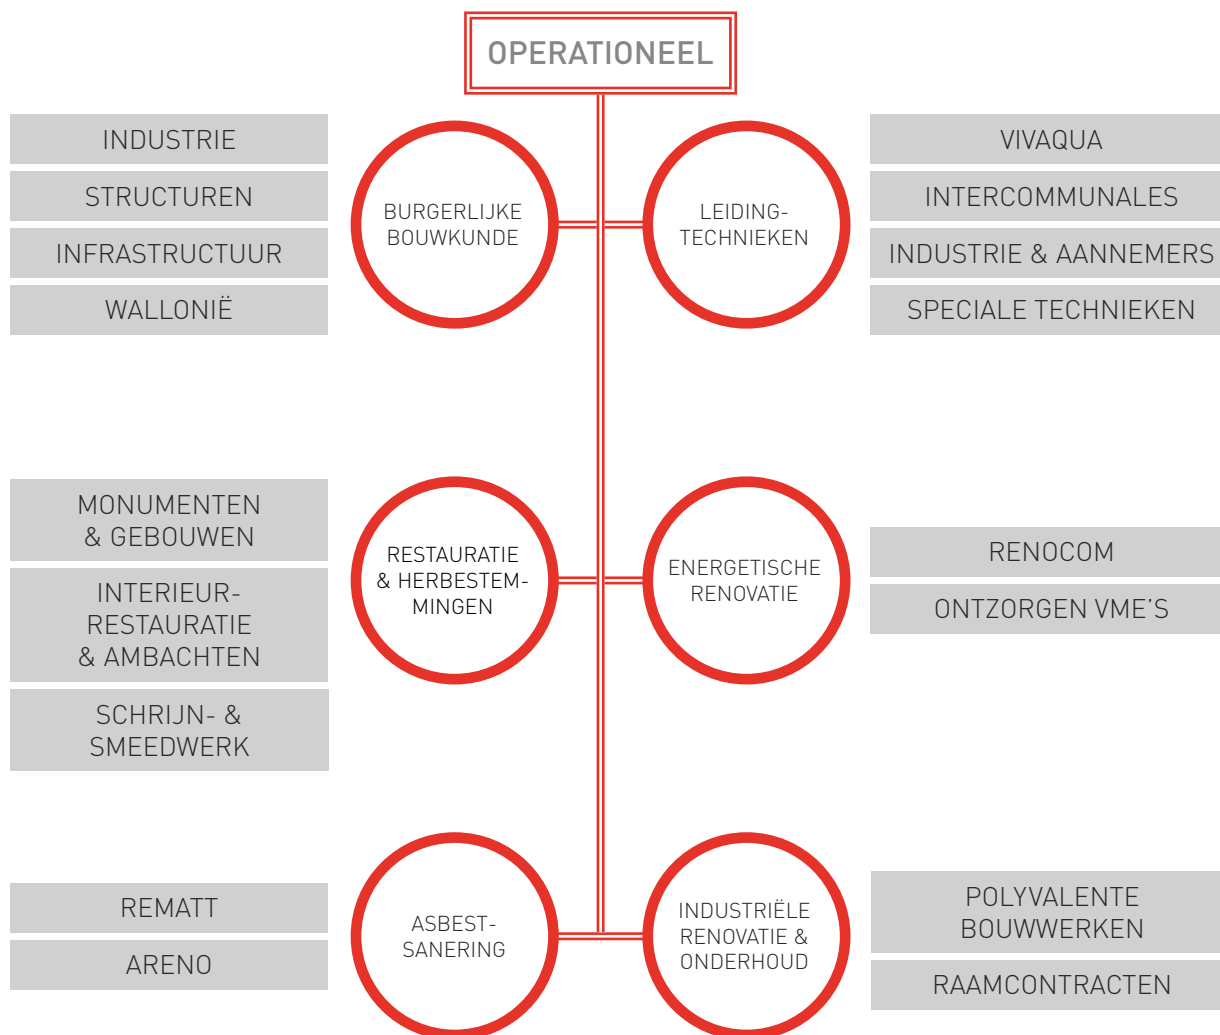 OPERATIONEEL
INDUSTRIE
STRUCTUREN
INFRASTRUCTUUR
WALLONIË
BURGERLIJKE
BOUWKUNDE
LEIDING-
TECHNIEKEN
VIVAQUA
INTERCOMMUNALES
INDUSTRIE & AANNEMERS
SPECIALE TECHNIEKEN
MONUMENTEN
& GEBOUWEN
INTERIEUR-
RESTAURATIE
& AMBACHTEN
SCHRIJN- &
SMEEDWERK
RESTAURATIE
& HERBESTEM-
MINGEN
ENERGETISCHE
RENOVATIE
RENOCOM
ONTZORGEN VME’S
REMATT
ARENO
ASBEST-
SANERING
INDUSTRIËLE
RENOVATIE &
ONDERHOUD
POLYVALENTE
BOUWWERKEN
RAAMCONTRACTEN